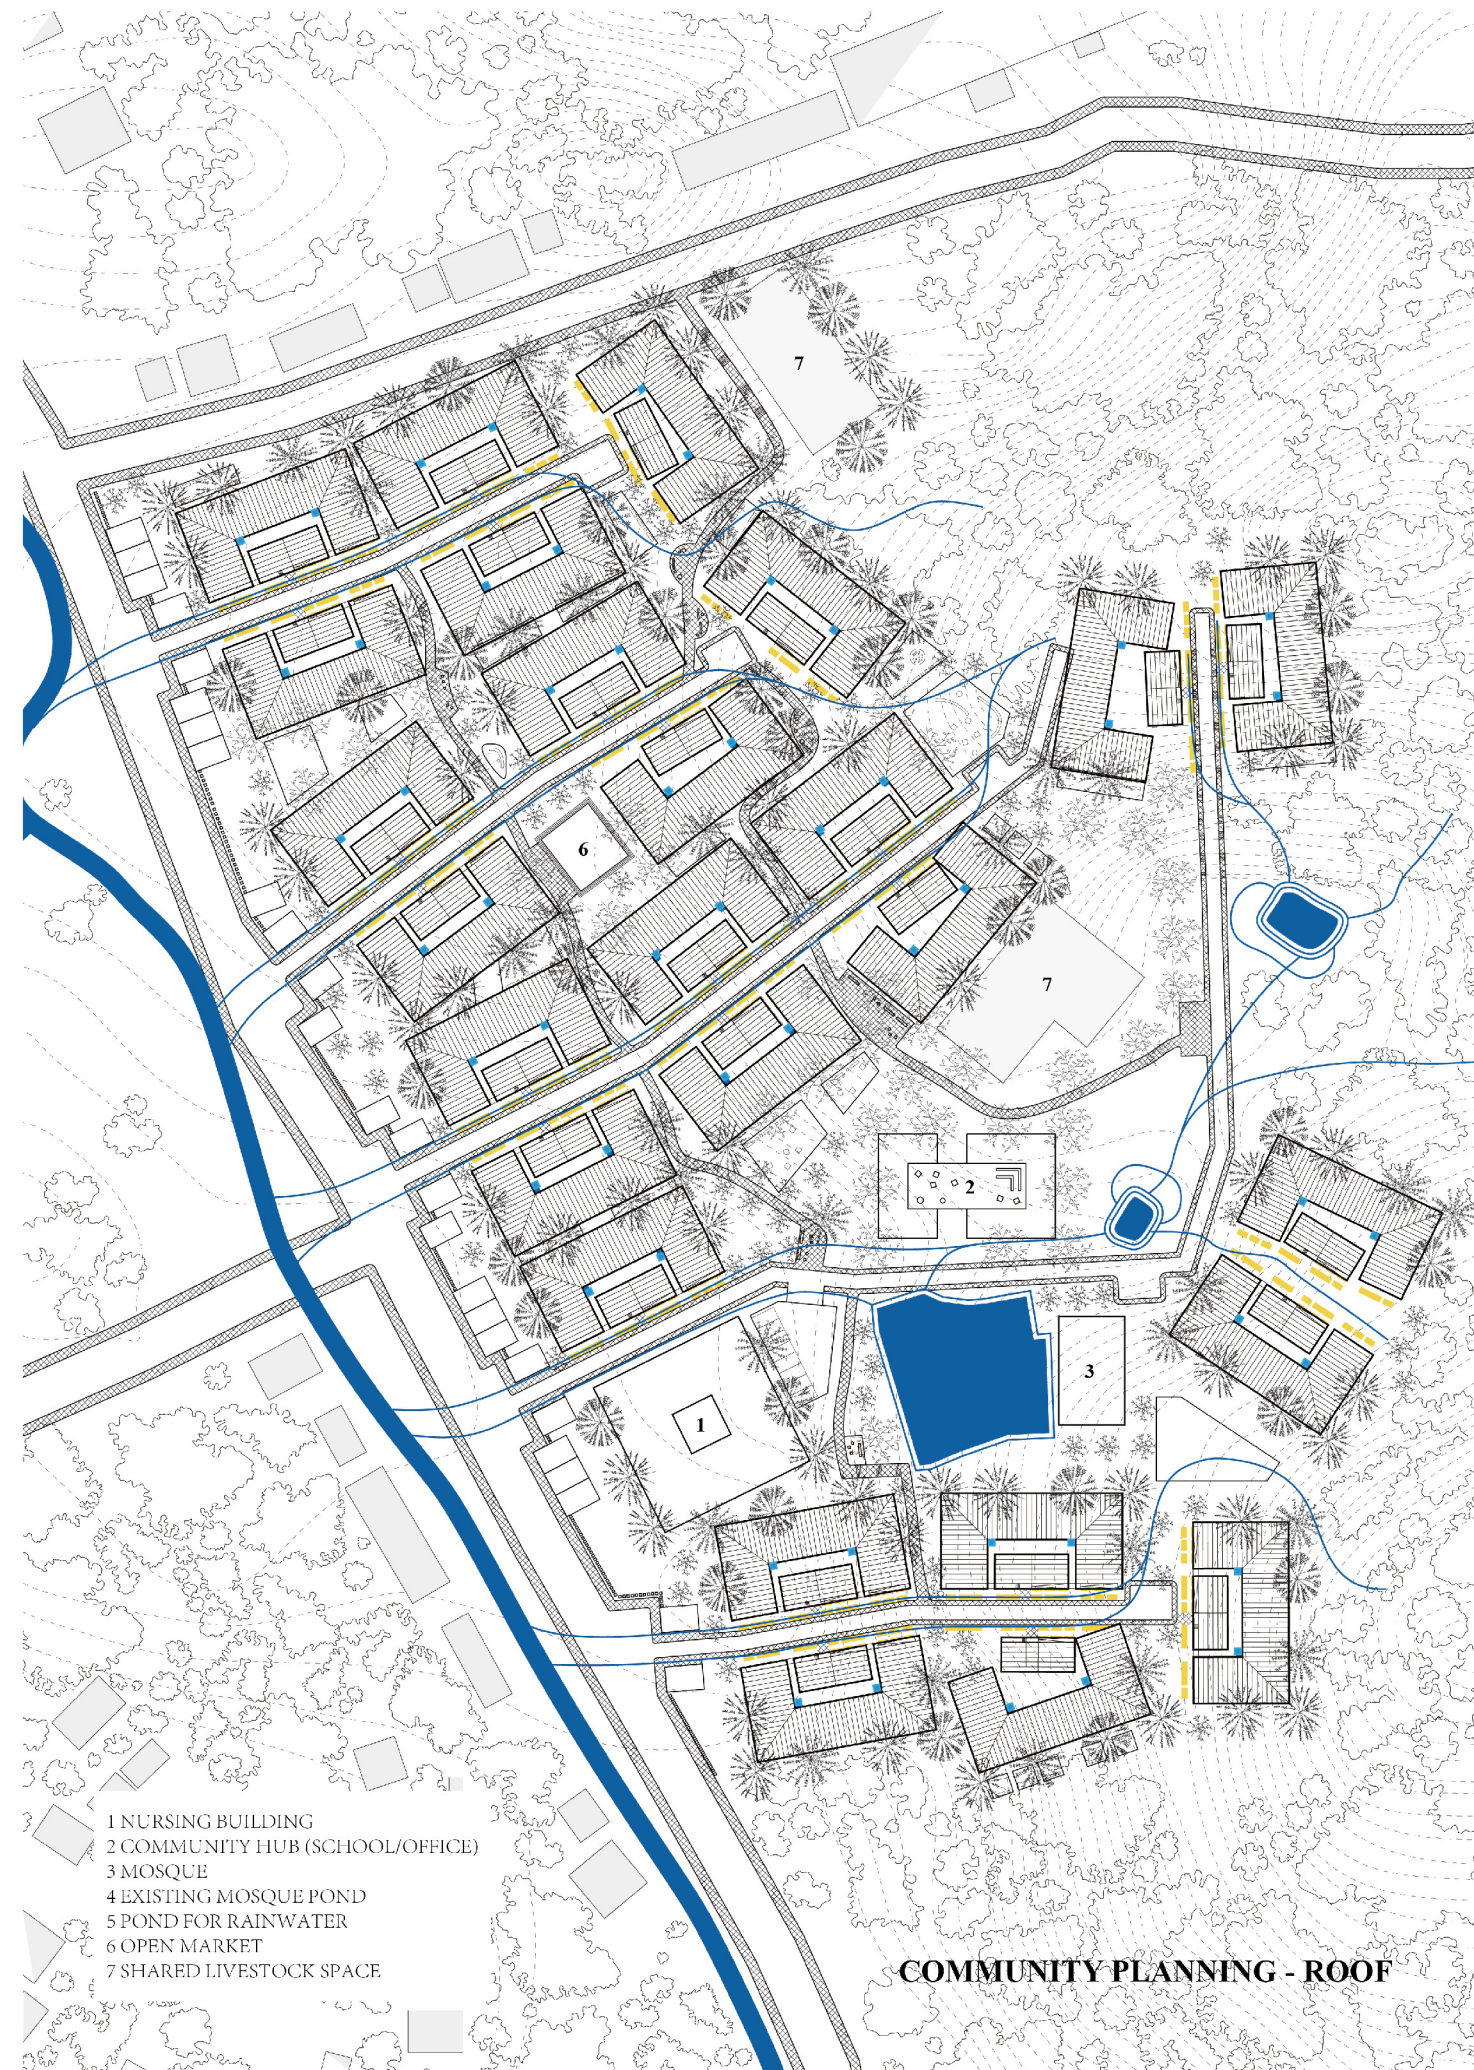 7
6
7
2
3
1
1 NURSING BUILDING
2 COMMUNITY HUB (SCHOOL/OFFICE)
3 MOSQUE
4 EXISTING MOSQUE POND
5 POND FOR RAINWATER
6 OPEN MARKET
7 SHARED LIVESTOCK SPACE
COMMUNITY PLANNING - ROOF